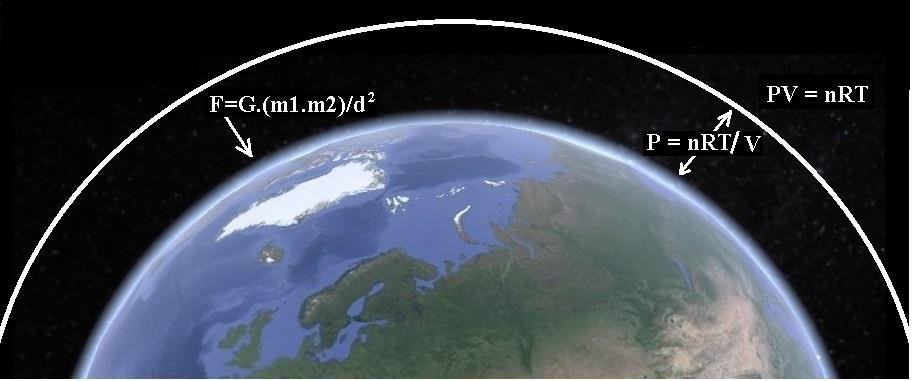 F=G.(m1.m2)/d²
PV = nRT
P = nRT/V